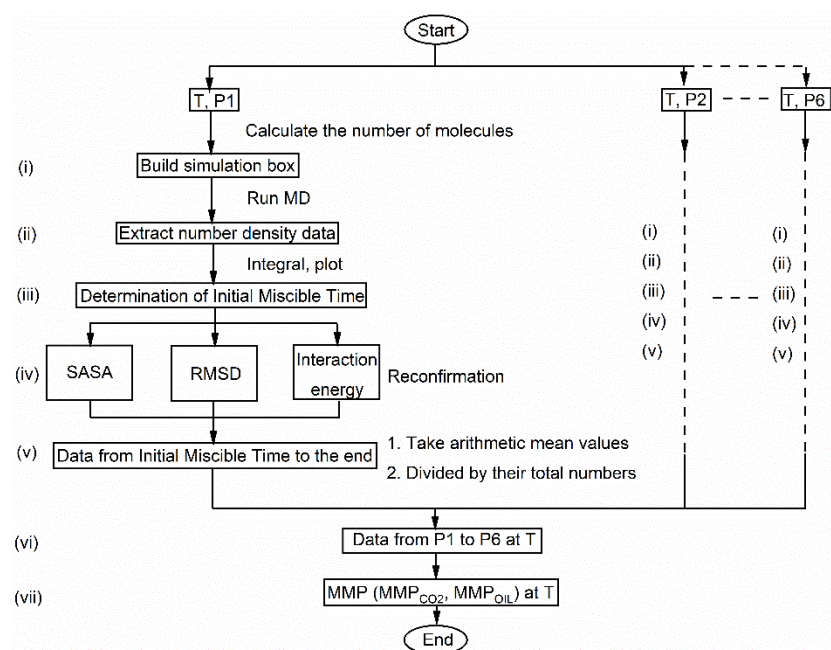 Start
T, P1
T, P2
T, P6
Calculate the number of molecules
(i)
Build simulation box
Run MD
(ii)
Extract number density data
Integral, plot
(iii)
Determination of Initial Miscible Time
(iv)
SASA
RMSD
Interaction
energy
Reconfirmation
(v)
Data from Initial Miscible Time to the end
1. Take arithmetic mean values
2. Divided by their total numbers
(i)
(ii)
(iii)
(iv)
(v)
(i)
(ii)
(iii)
(iv)
(v)
(vi)
Data from P1 to P6 at T
(vii)
MMP (MMP_CO2, MMP_OIL) at T
End